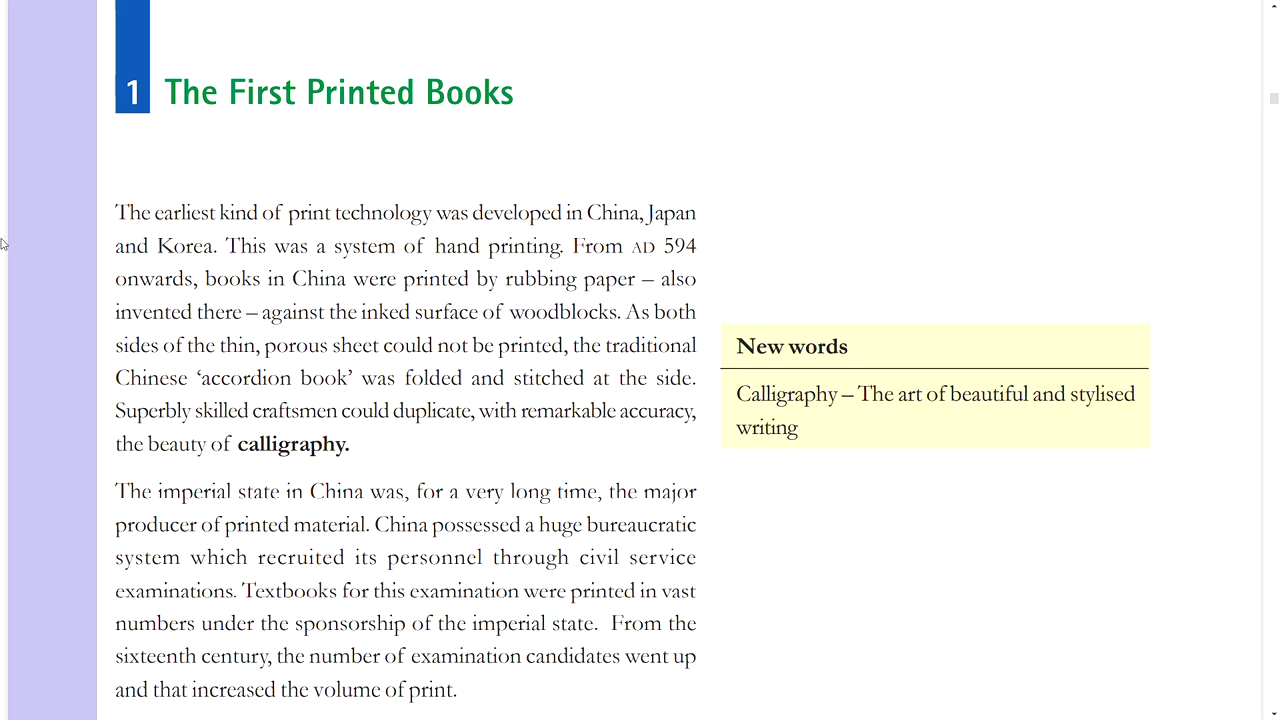 1 The First Printed Books
The earliest kind of print technology was developed in China, Japan
and Korea. This was a system of hand printing. From AD 594
onwards, books in China were printed by rubbing paper – also
invented there – against the inked surface of woodblocks. As both
sides of the thin, porous sheet could not be printed, the traditional
Chinese ‘accordion book’ was folded and stitched at the side.
Superbly skilled craftsmen could duplicate, with remarkable accuracy,
the beauty of calligraphy.
The imperial state in China was, for a very long time, the major
producer of printed material. China possessed a huge bureaucratic
system which recruited its personnel through civil service
examinations. Textbooks for this examination were printed in vast
numbers under the sponsorship of the imperial state. From the
sixteenth century, the number of examination candidates went up
and that increased the volume of print.
New words
Calligraphy – The art of beautiful and stylised
writing